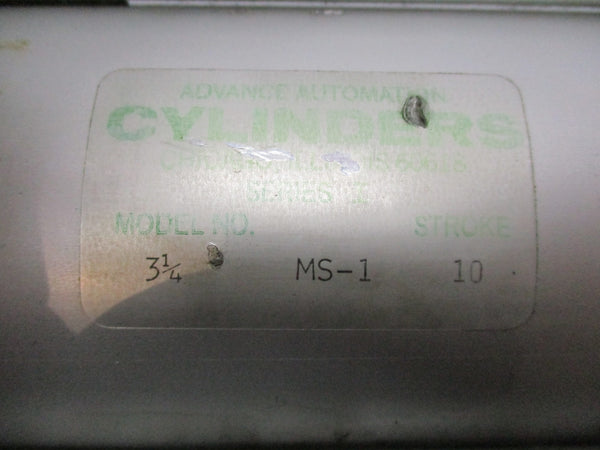 ADVANCE AUTOMATION
CYLINDERS
SERIES
MODEL NO. STROKE
3¼ MS-1 10